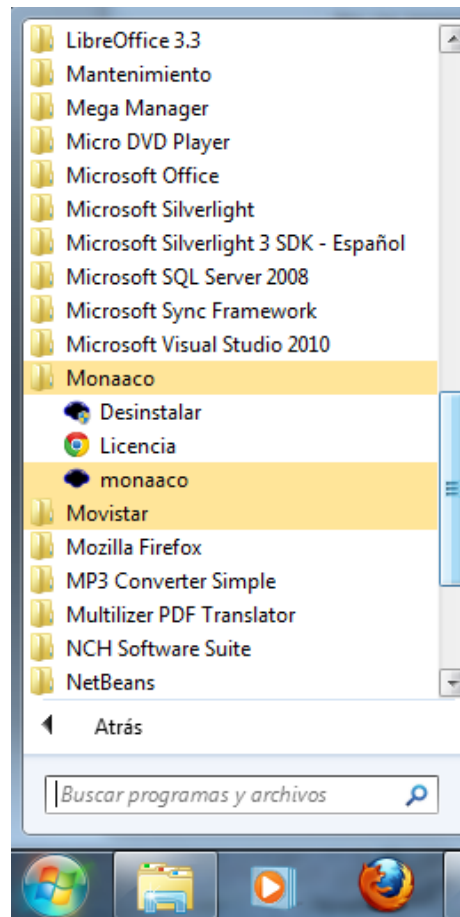 LibreOffice 3.3
Mantenimiento
Mega Manager
Micro DVD Player
Microsoft Office
Microsoft Silverlight
Microsoft Silverlight 3 SDK - Español
Microsoft SQL Server 2008
Microsoft Sync Framework
Microsoft Visual Studio 2010
Monaaco
Desinstalar
Licencia
monaaco
Movistar
Mozilla Firefox
MP3 Converter Simple
Multilizer PDF Translator
NCH Software Suite
NetBeans
Atrás
Buscar programas y archivos